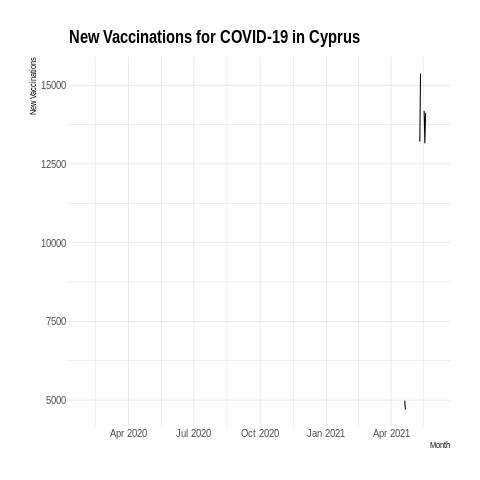 New Vaccinations for COVID-19 in Cyprus
New Vaccinations
15000
12500
10000
7500
5000
Apr 2020 Jul 2020 Oct 2020 Jan 2021 Apr 2021
Month